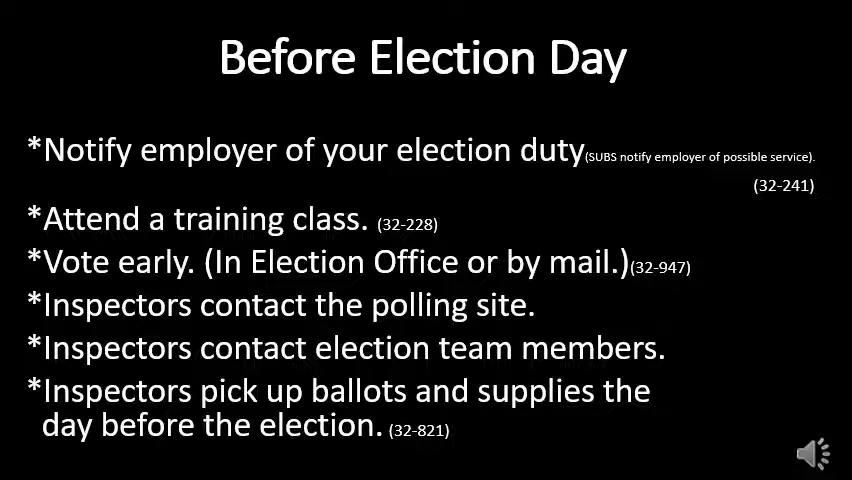 Before Election Day
*Notify employer of your election duty(SUBS notify employer of possible service).
(32-241)
*Attend a training class. (32-228)
*Vote early. (In Election Office or by mail.)(32-947)
*Inspectors contact the polling site.
*Inspectors contact election team members.
*Inspectors pick up ballots and supplies the
day before the election. (32-821)